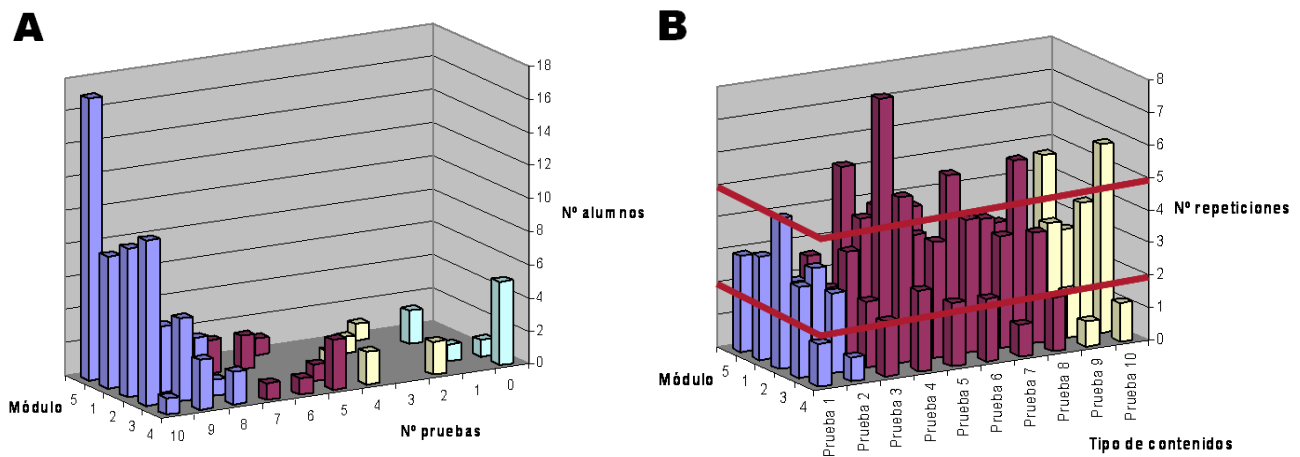 A
18
16
14
12
10
8
6
4
2
0
Nº alumnos
Módulo
5
1
2
3
4
10
9
8
7
6
5
4
3
2
1
0
Nº pruebas
B
8
7
6
5
4
3
2
1
0
Nº repeticiones
Módulo
5
1
2
3
4
Prueba 1
Prueba 2
Prueba 3
Prueba 4
Prueba 5
Prueba 6
Prueba 7
Prueba 8
Prueba 9
Prueba 10
Tipo de contenidos